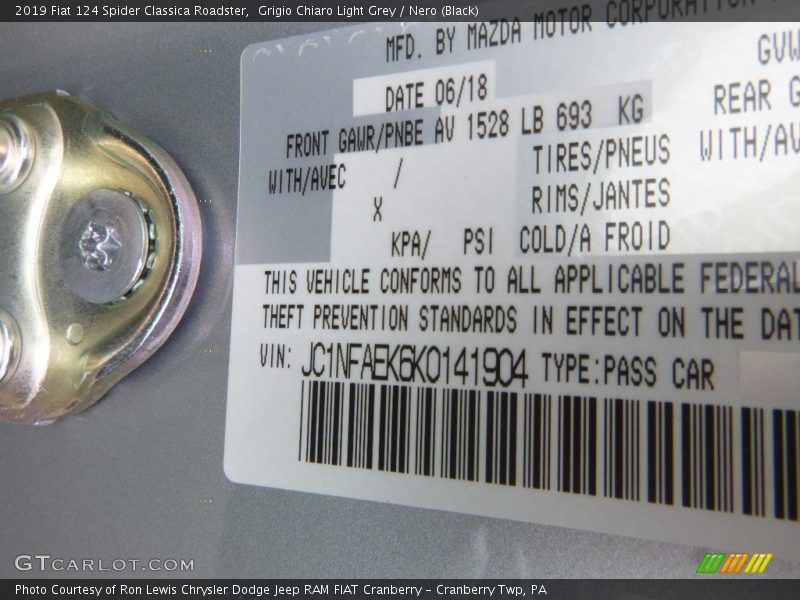 2019 Fiat 124 Spider Classica Roadster, Grigio Chiaro Light Grey / Nero (Black)
MFD. BY MAZDA MOTOR CORPORATION
DATE 06/18 GVW
FRONT GAWR/PNBE AV 1528 LB 693 KG REAR G
WITH/AVEC / TIRES/PNEUS WITH/AV
X RIMS/JANTES
KPA/ PSI COLD/A FROID
THIS VEHICLE CONFORMS TO ALL APPLICABLE FEDERAL
THEFT PREVENTION STANDARDS IN EFFECT ON THE DAT
VIN: JC1NFAEK6K0141904 TYPE:PASS CAR
GTCARLOT.COM
Photo Courtesy of Ron Lewis Chrysler Dodge Jeep RAM FIAT Cranberry - Cranberry Twp, PA